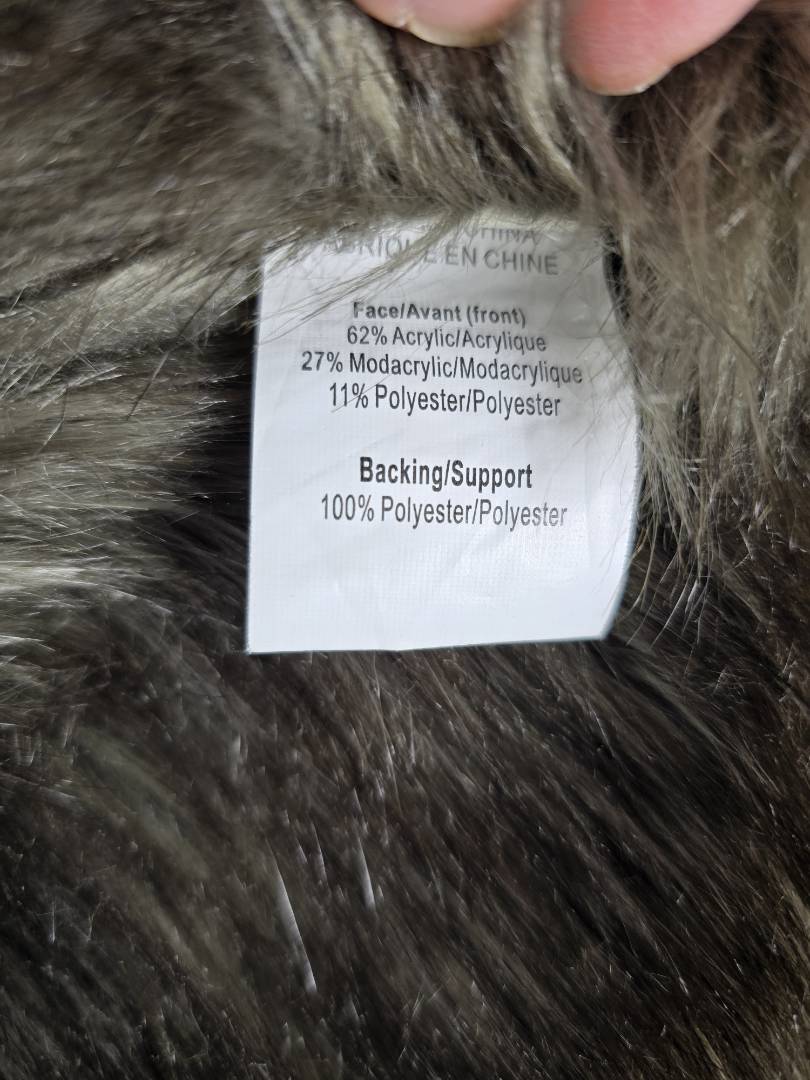 CHINA
FABRIQUÉ EN CHINE
Face/Avant (front)
62% Acrylic/Acrylique
27% Modacrylic/Modacrylique
11% Polyester/Polyester
Backing/Support
100% Polyester/Polyester